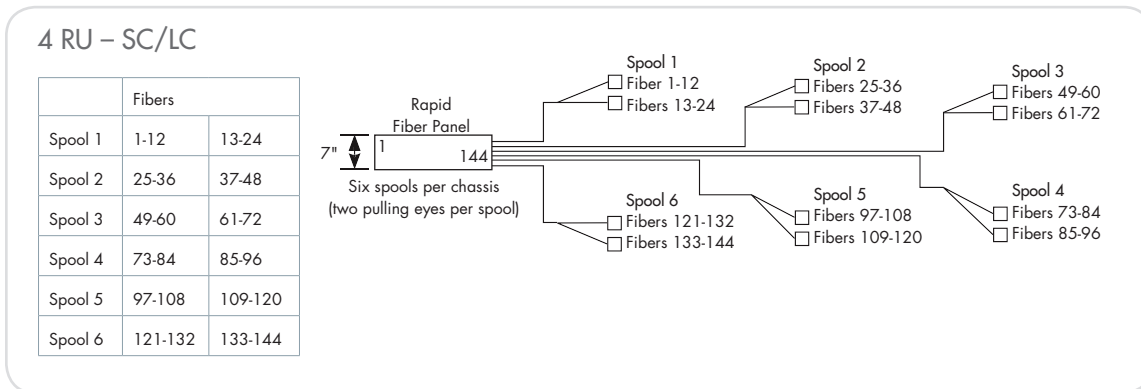 4 RU – SC/LC
Fibers
Spool 1 1-12 13-24
Spool 2 25-36 37-48
Spool 3 49-60 61-72
Spool 4 73-84 85-96
Spool 5 97-108 109-120
Spool 6 121-132 133-144
Rapid
Fiber Panel
7"
1
144
Six spools per chassis
(two pulling eyes per spool)
Spool 1
Fiber 1-12
Fibers 13-24
Spool 2
Fibers 25-36
Fibers 37-48
Spool 3
Fibers 49-60
Fibers 61-72
Spool 6
Fibers 121-132
Fibers 133-144
Spool 5
Fibers 97-108
Fibers 109-120
Spool 4
Fibers 73-84
Fibers 85-96